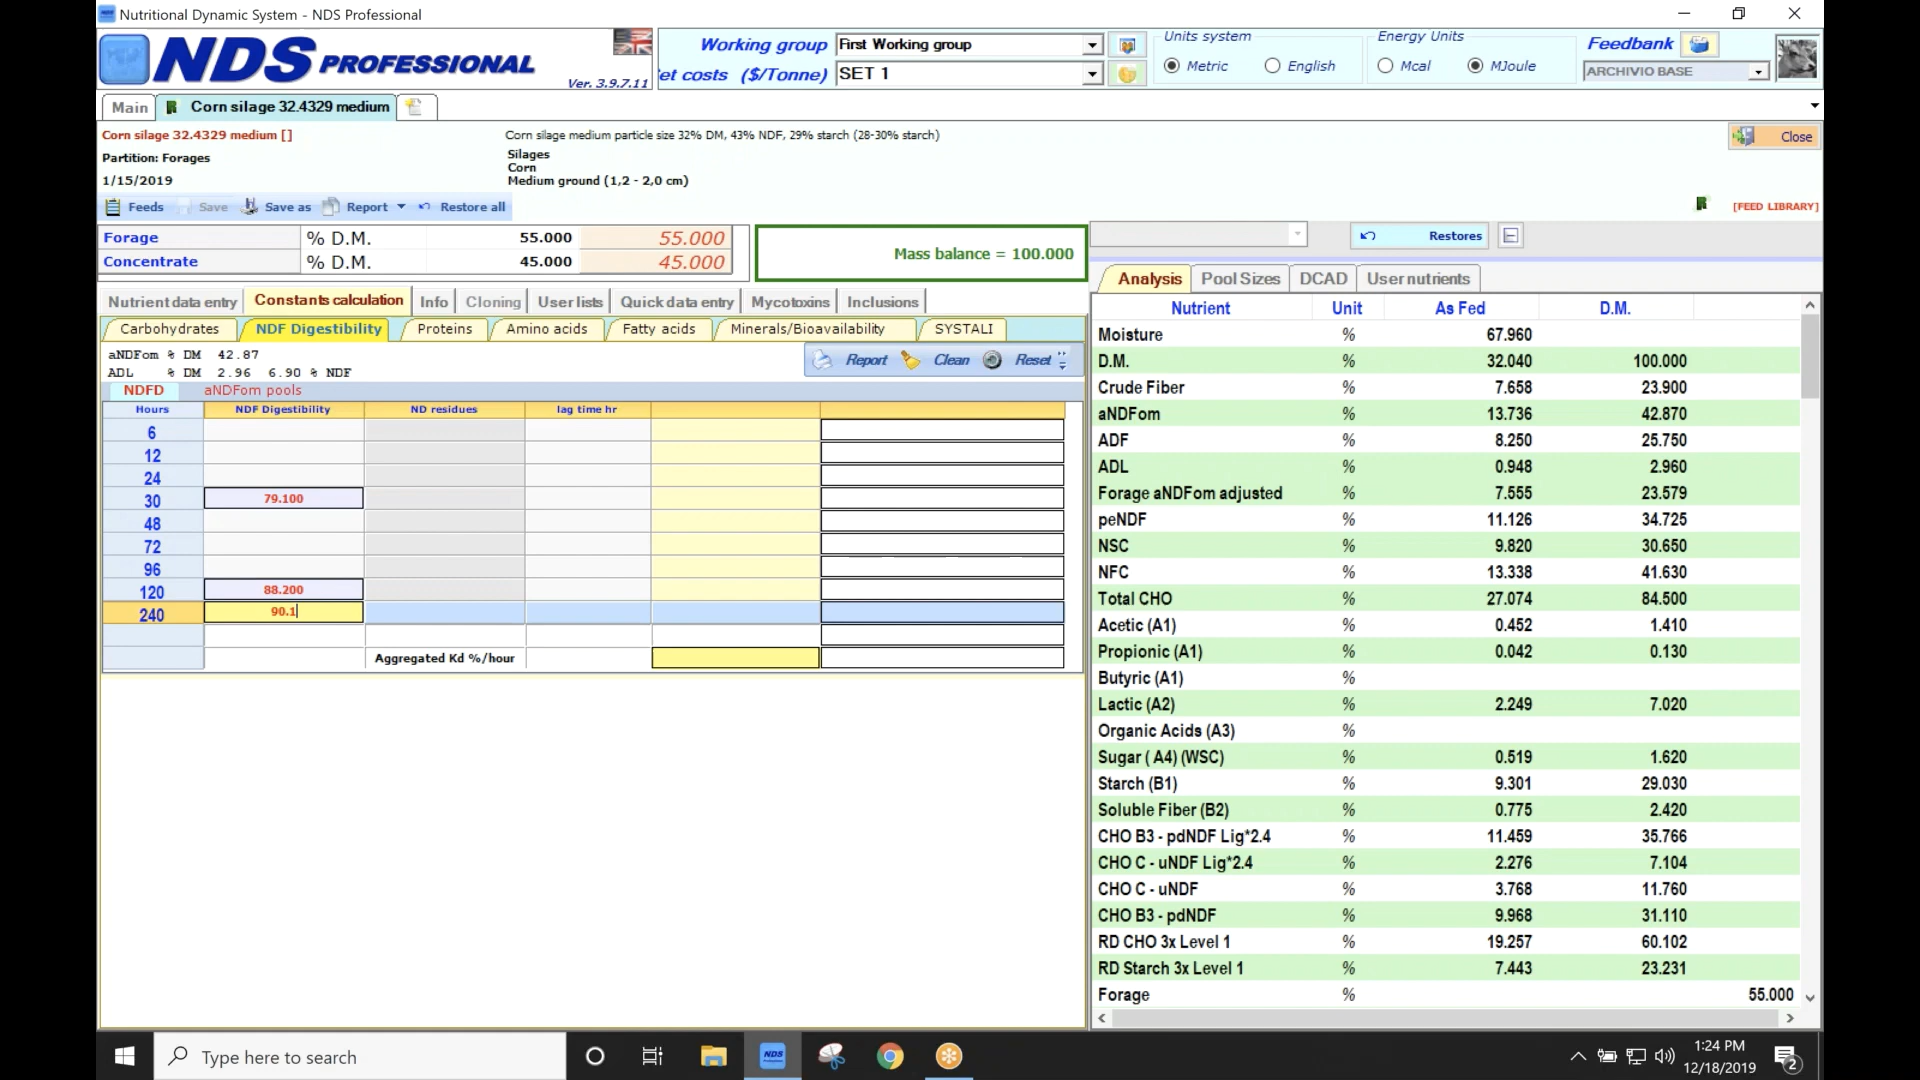 Nutritional Dynamic System - NDS Professional
NDS PROFESSIONAL
Ver. 3.9.7.11
Working group First Working group
et costs ($/Tonne) SET 1
Units system
Metric English
Energy Units
Mcal MJoule
Feedbank
ARCHIVIO BASE
Main Corn silage 32.4329 medium
Corn silage 32.4329 medium []
Partition: Forages
1/15/2019
Corn silage medium particle size 32% DM, 43% NDF, 29% starch (28-30% starch)
Silages
Corn
Medium ground (1,2 - 2,0 cm)
Close
Feeds Save Save as Report Restore all
[FEED LIBRARY]
Forage % D.M. 55.000 55.000
Concentrate % D.M. 45.000 45.000
Mass balance = 100.000
Restores
Nutrient data entry Constants calculation Info Cloning User lists Quick data entry Mycotoxins Inclusions
Carbohydrates NDF Digestibility Proteins Amino acids Fatty acids Minerals/Bioavailability SYSTALI
aNDFom % DM 42.87
ADL % DM 2.96 6.90 % NDF
Report Clean Reset
NDFD aNDFom pools
Hours NDF Digestibility ND residues lag time hr
6
12
24
30 79.100
48
72
96
120 88.200
240 90.1
Aggregated Kd %/hour
Analysis Pool Sizes DCAD User nutrients
Nutrient Unit As Fed D.M.
Moisture % 67.960
D.M. % 32.040 100.000
Crude Fiber % 7.658 23.900
aNDFom % 13.736 42.870
ADF % 8.250 25.750
ADL % 0.948 2.960
Forage aNDFom adjusted % 7.555 23.579
peNDF % 11.126 34.725
NSC % 9.820 30.650
NFC % 13.338 41.630
Total CHO % 27.074 84.500
Acetic (A1) % 0.452 1.410
Propionic (A1) % 0.042 0.130
Butyric (A1) %
Lactic (A2) % 2.249 7.020
Organic Acids (A3) %
Sugar ( A4) (WSC) % 0.519 1.620
Starch (B1) % 9.301 29.030
Soluble Fiber (B2) % 0.775 2.420
CHO B3 - pdNDF Lig*2.4 % 11.459 35.766
CHO C - uNDF Lig*2.4 % 2.276 7.104
CHO C - uNDF % 3.768 11.760
CHO B3 - pdNDF % 9.968 31.110
RD CHO 3x Level 1 % 19.257 60.102
RD Starch 3x Level 1 % 7.443 23.231
Forage % 55.000
Type here to search
NDS
1:24 PM
12/18/2019
2